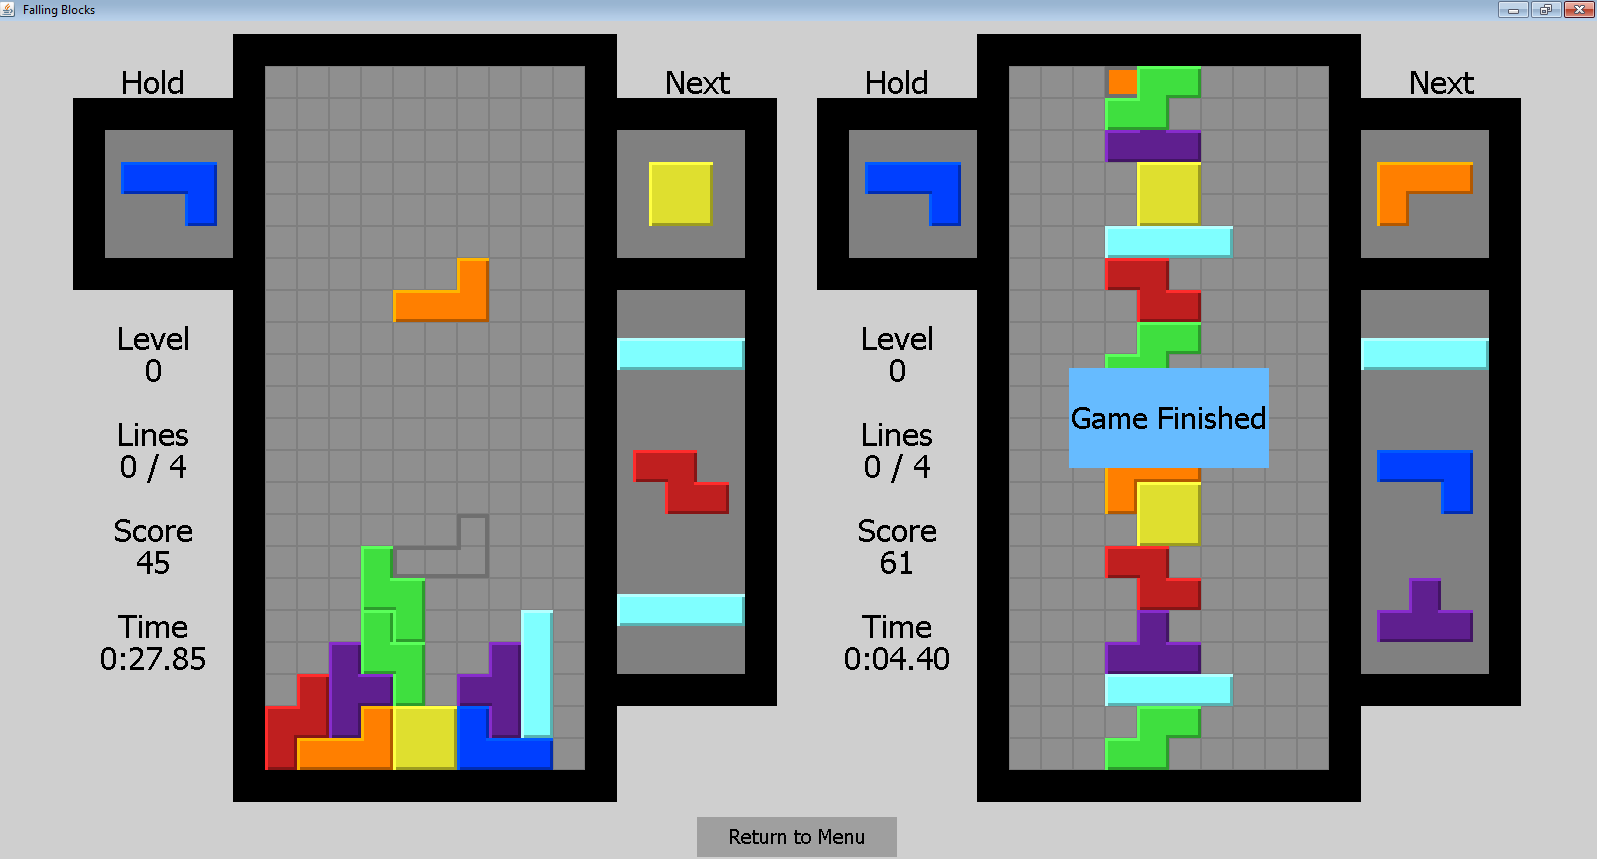 Falling Blocks
Hold
Next
Level
0
Lines
0 / 4
Score
45
Time
0:27.85
Hold
Next
Level
0
Lines
0 / 4
Score
61
Time
0:04.40
Game Finished
Return to Menu